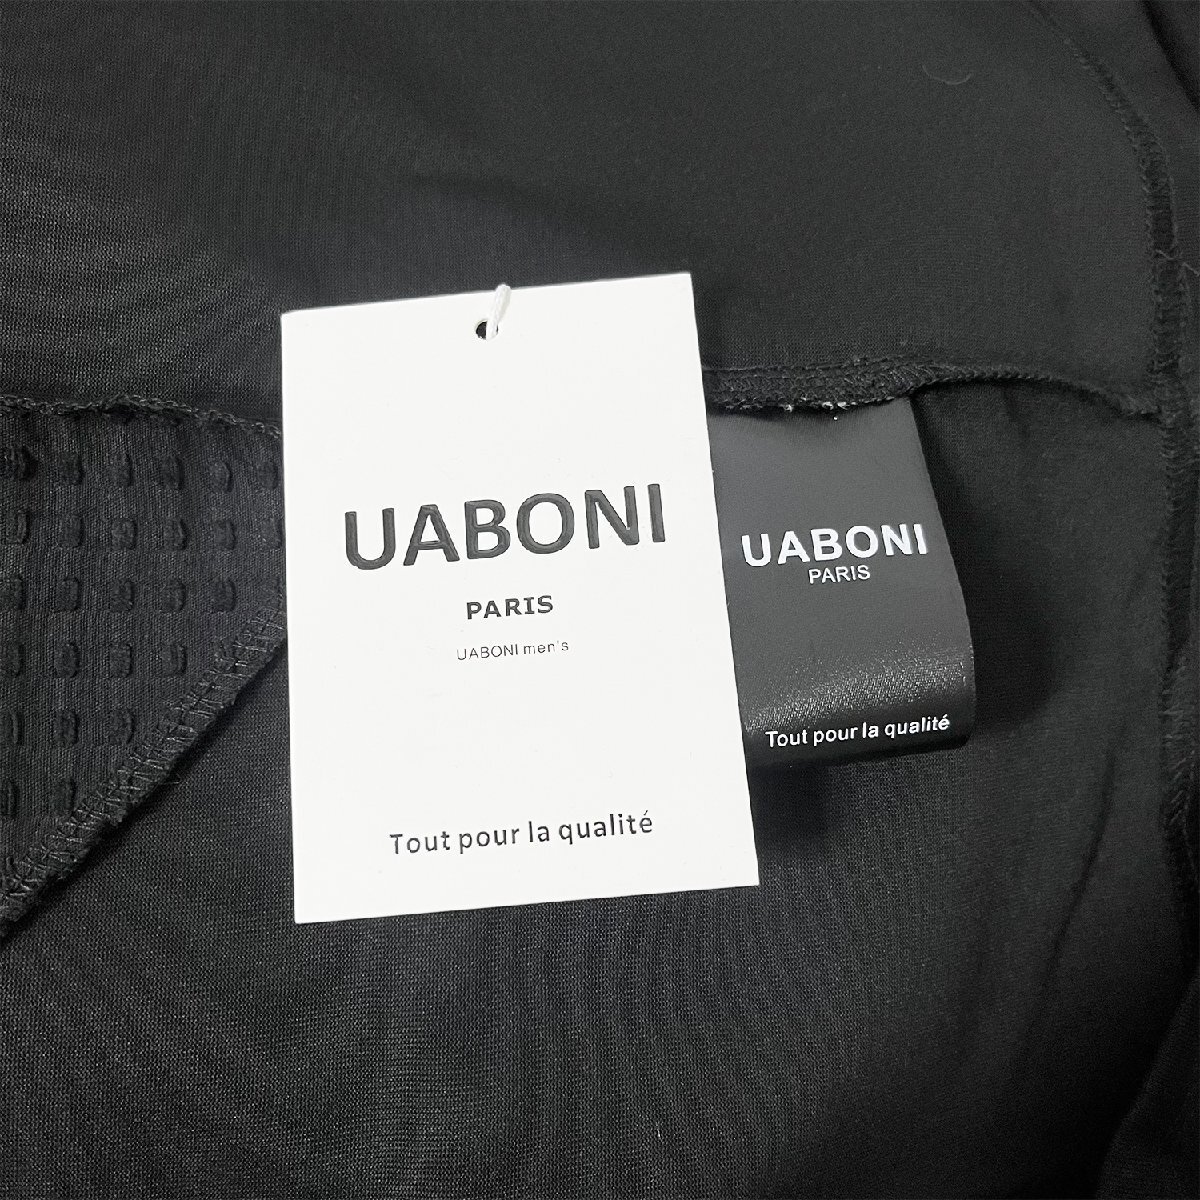 UABONI
PARIS
UABONI men's
Tout pour la qualité
UABONI
PARIS
Tout pour la qualité